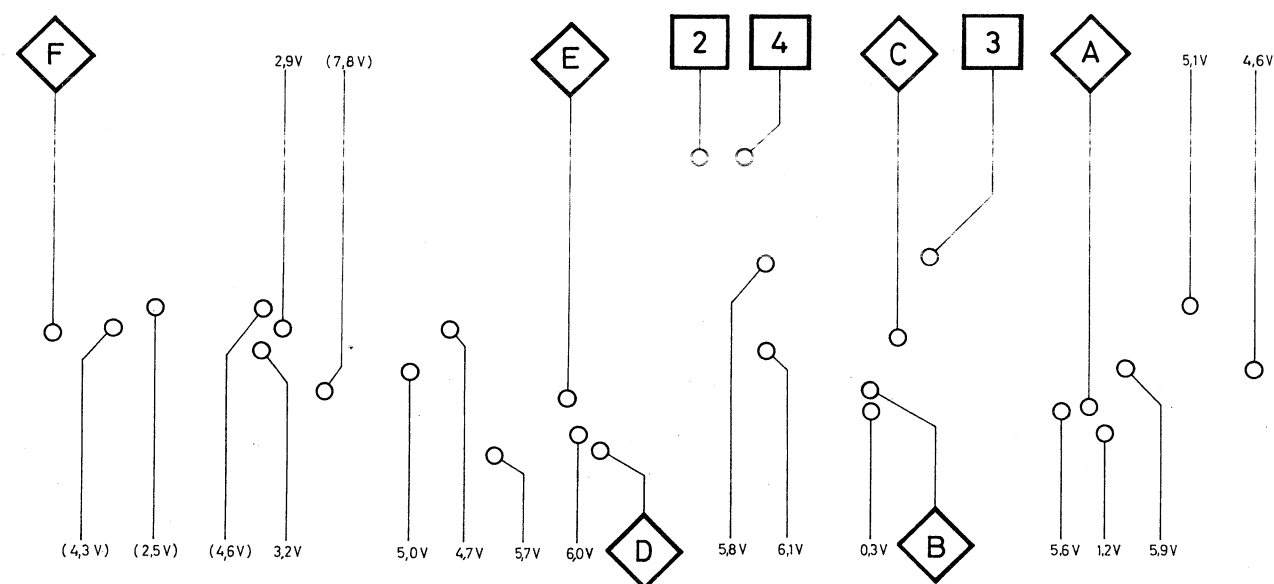 F E 2 4 C 3 A
2,9V (7,8V) 5,1V 4,6V
(4,3V) (2,5V) (4,6V) 3,2V 5,0V 4,7V 5,7V 6,0V D 5,8V 6,1V 0,3V B 5,6V 1,2V 5,9V